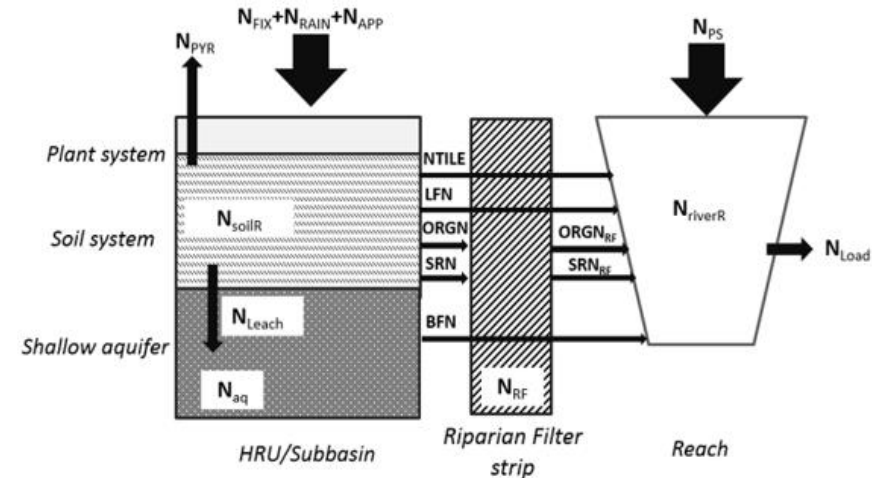 N_FIX+N_RAIN+N_APP
N_PYR
N_PS
Plant system
NTILE
LFN
N_soilR
N_riverR
Soil system
ORGN
ORGN_RF
N_Load
SRN
SRN_RF
N_Leach
BFN
Shallow aquifer
N_aq
N_RF
HRU/Subbasin
Riparian Filter
strip
Reach